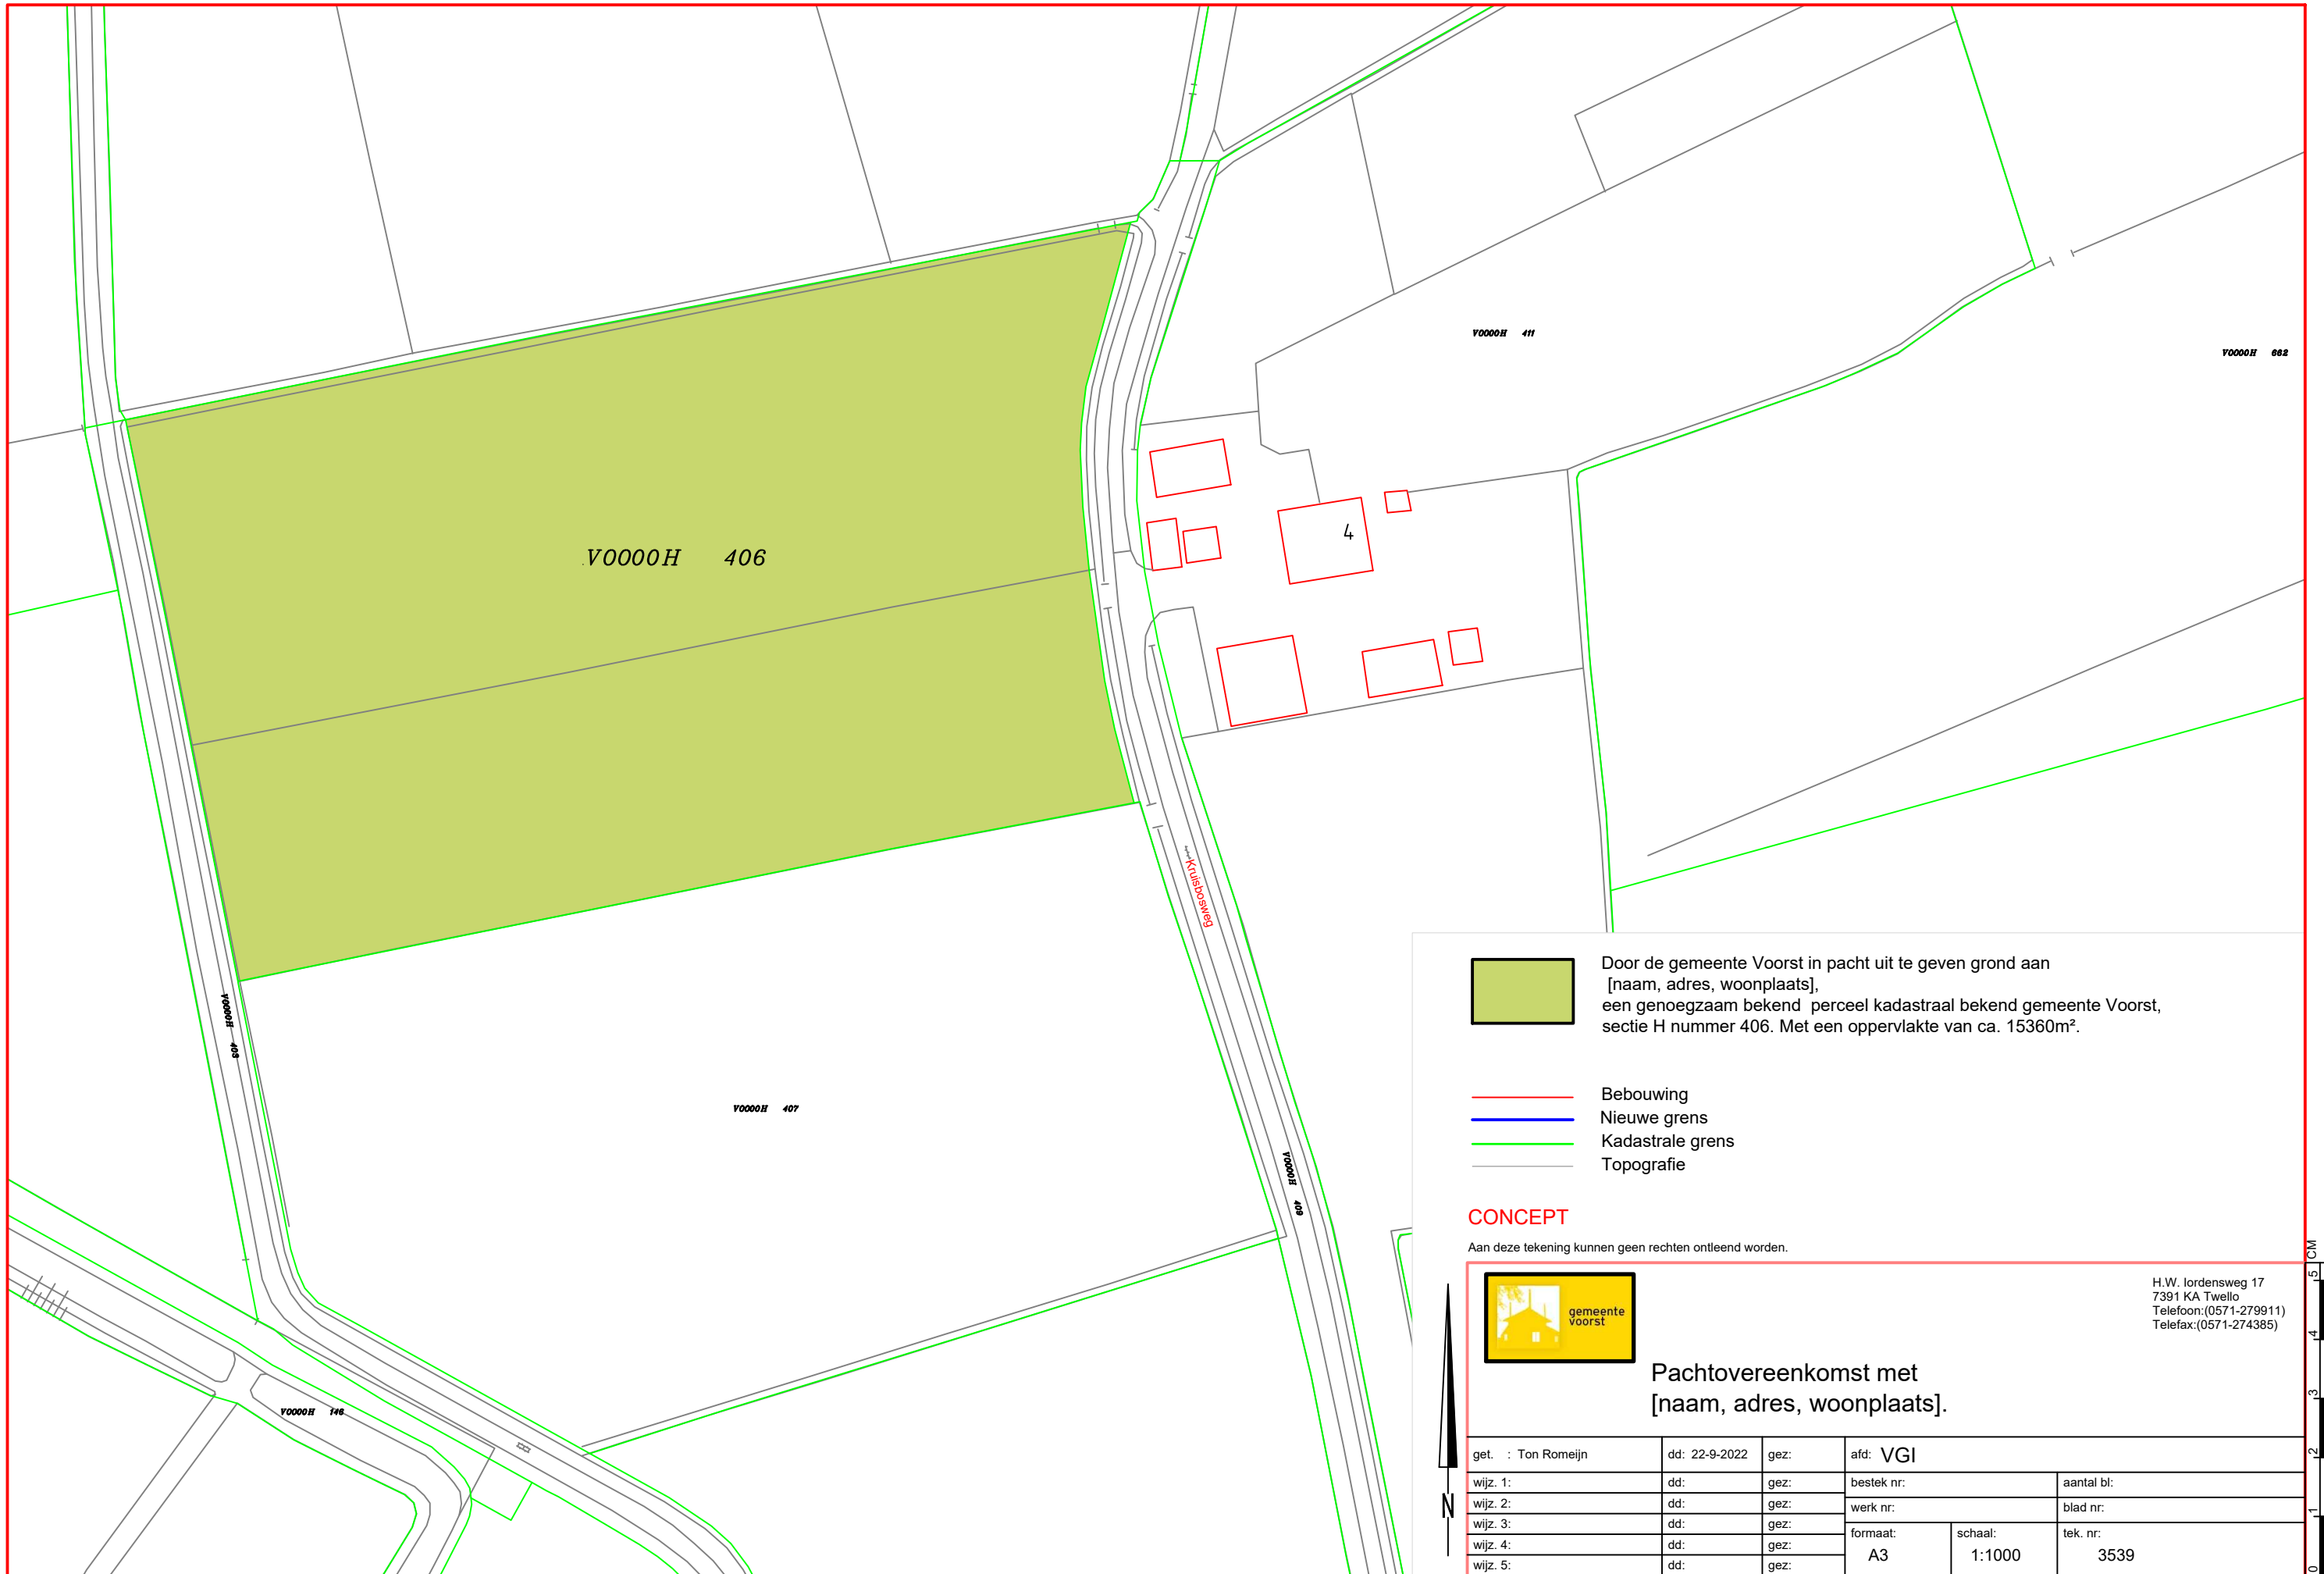 V0000H 411
V0000H 662
4
V0000H 406
Kruisbosweg
V0000H 403
V0000H 407
V0000H 409
V0000H 146
Door de gemeente Voorst in pacht uit te geven grond aan
[naam, adres, woonplaats],
een genoegzaam bekend perceel kadastraal bekend gemeente Voorst,
sectie H nummer 406. Met een oppervlakte van ca. 15360m².
Bebouwing
Nieuwe grens
Kadastrale grens
Topografie
CONCEPT
Aan deze tekening kunnen geen rechten ontleend worden.
gemeente
voorst
H.W. Iordensweg 17
7391 KA Twello
Telefoon:(0571-279911)
Telefax:(0571-274385)
Pachtovereenkomst met
[naam, adres, woonplaats].
get. : Ton Romeijn dd: 22-9-2022 gez: afd: VGI
wijz. 1: dd: gez: bestek nr: aantal bl:
wijz. 2: dd: gez: werk nr: blad nr:
wijz. 3: dd: gez: formaat: schaal: tek. nr:
wijz. 4: dd: gez: A3 1:1000 3539
wijz. 5: dd: gez:
N
0 1 2 3 4 5 CM